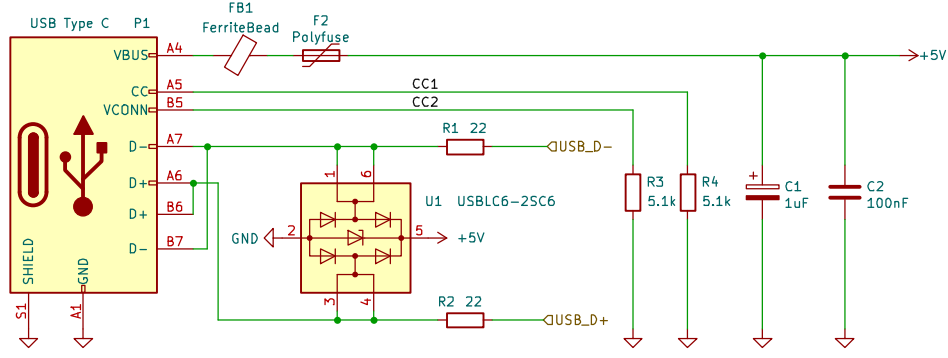 FB1
FerriteBead
F2
Polyfuse
USB Type C P1
VBUS A4
+5V
CC A5
CC1
VCONN B5
CC2
D- A7
R1 22
USB_D-
D+ A6
1 6
R3
5.1k
R4
5.1k
+
C1
1uF
C2
100nF
D+ B6
U1 USBLC6-2SC6
GND 2
5 +5V
D- B7
SHIELD
GND
S1
A1
3 4
R2 22
USB_D+